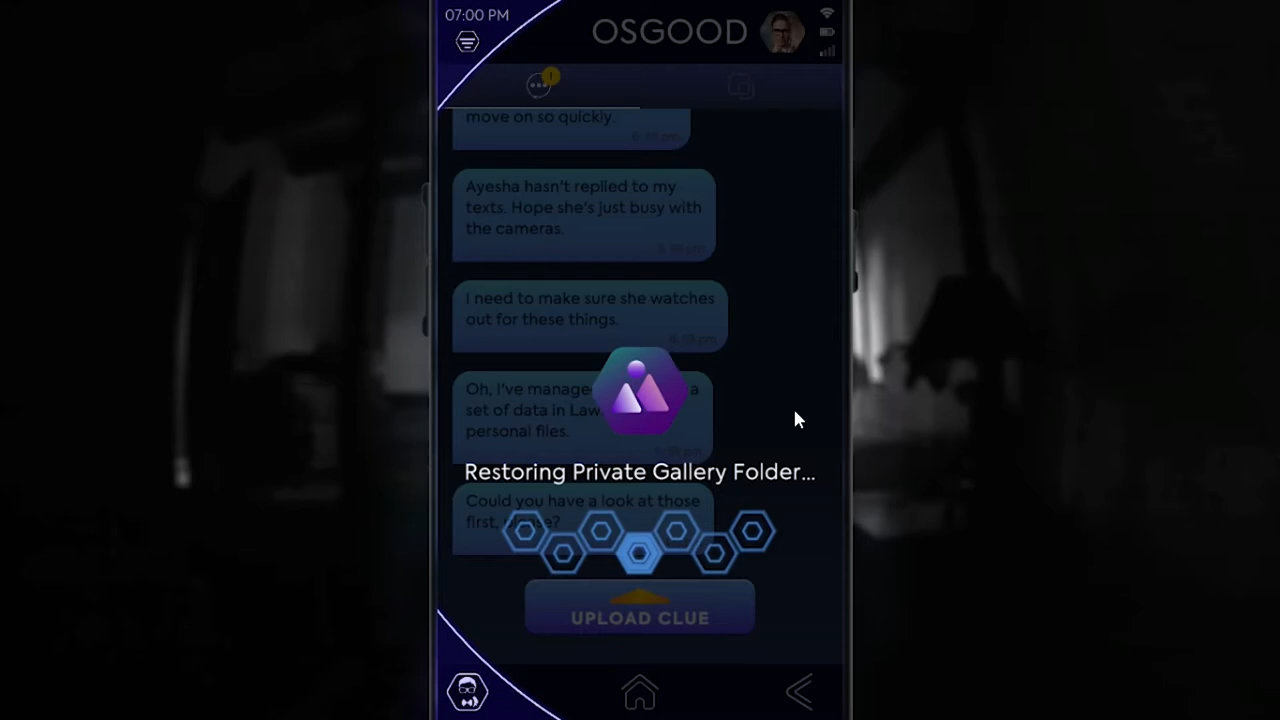 07:00 PM
OSGOOD
move on so quickly.
Ayesha hasn't replied to my
texts. Hope she's just busy with
the cameras.
I need to make sure she watches
out for these things.
Oh, I've manage a
set of data in Law
personal files.
Restoring Private Gallery Folder...
Could you have a look at those
first, please?
UPLOAD CLUE